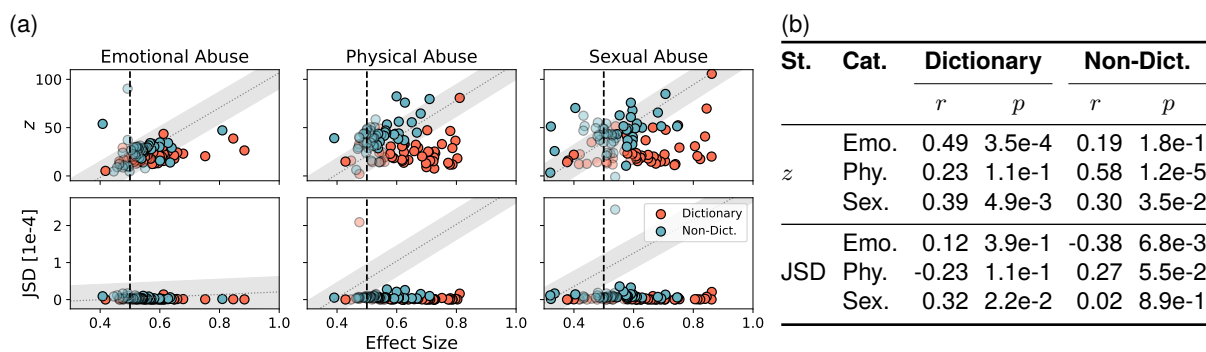 (a)
Emotional Abuse Physical Abuse Sexual Abuse
100
50
0
z
2
1
0
JSD [1e-4]
Dictionary
Non-Dict.
0.4 0.6 0.8 1.0 0.4 0.6 0.8 1.0 0.4 0.6 0.8 1.0
Effect Size
(b)
St. Cat. Dictionary Non-Dict.
r p r p
Emo. 0.49 3.5e-4 0.19 1.8e-1
z Phy. 0.23 1.1e-1 0.58 1.2e-5
Sex. 0.39 4.9e-3 0.30 3.5e-2
Emo. 0.12 3.9e-1 -0.38 6.8e-3
JSD Phy. -0.23 1.1e-1 0.27 5.5e-2
Sex. 0.32 2.2e-2 0.02 8.9e-1